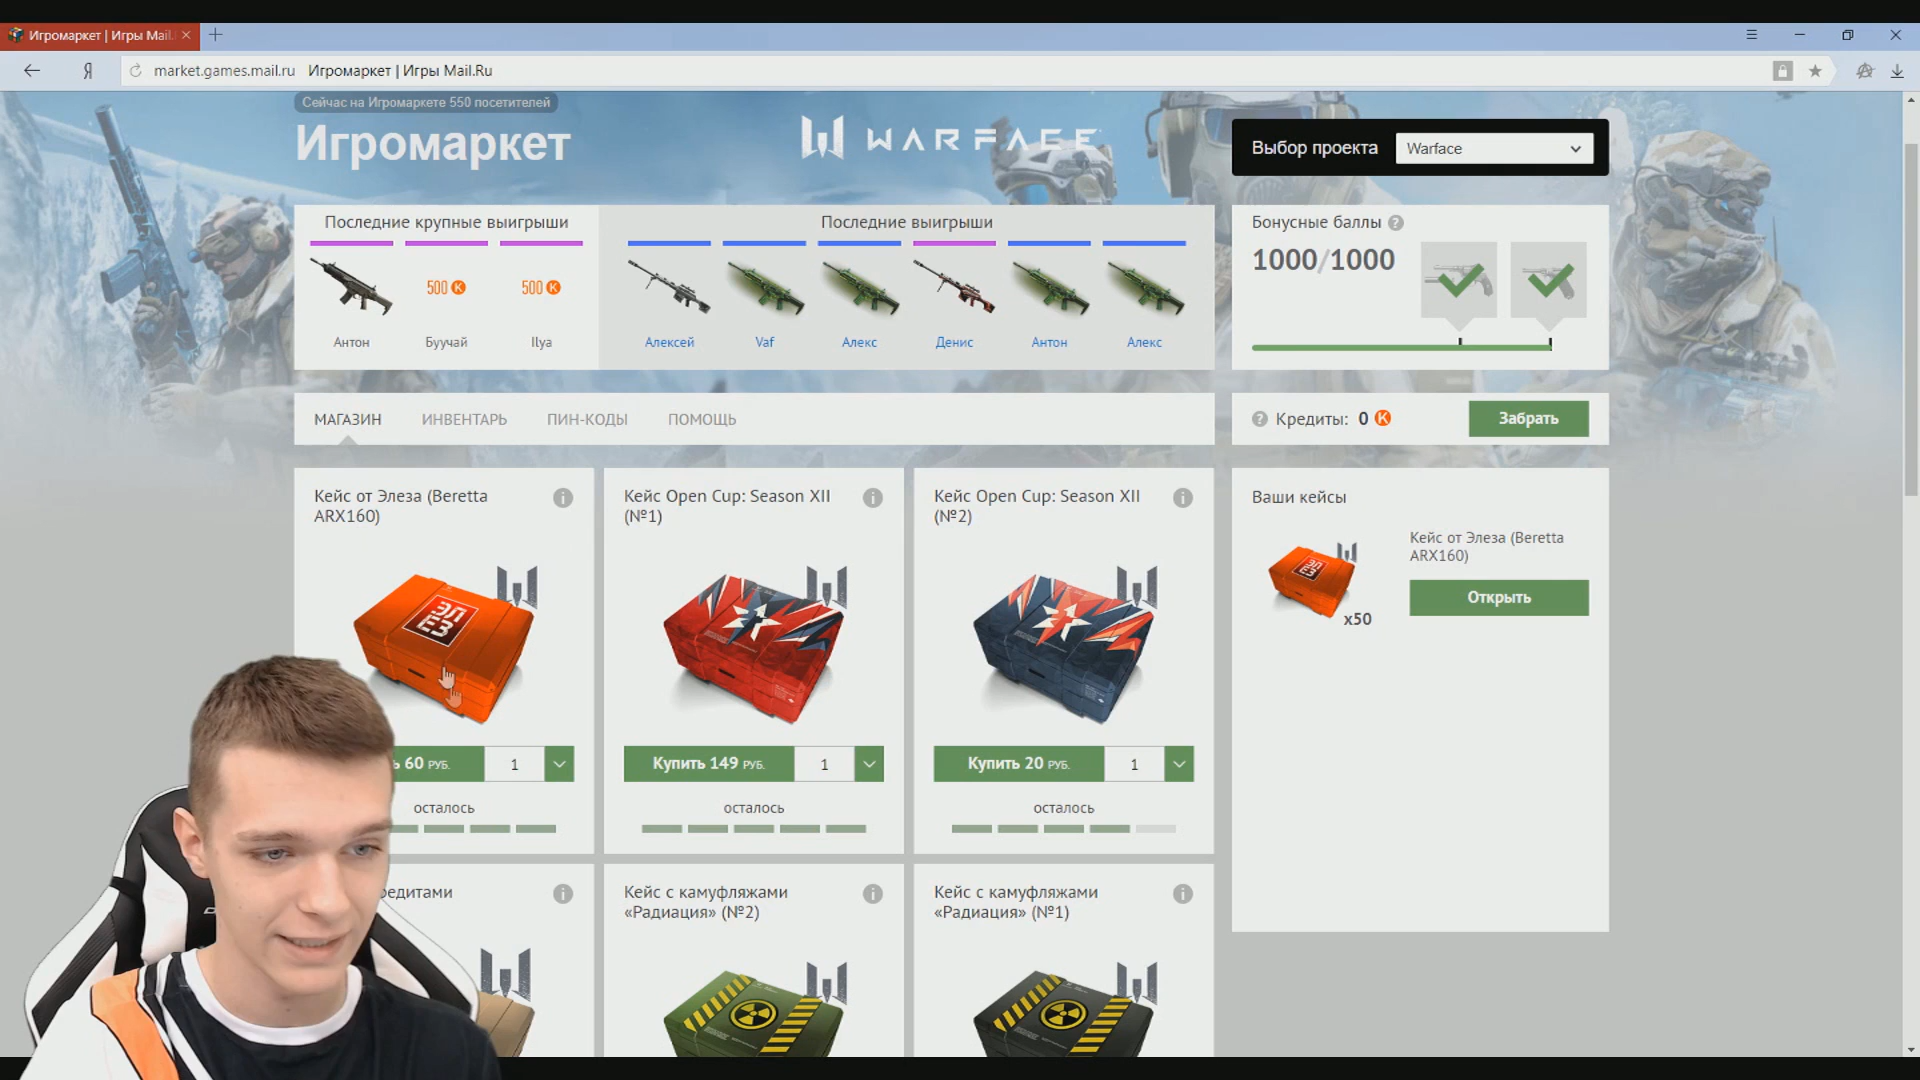 Игромаркет | Игры Mail.
market.games.mail.ru Игромаркет | Игры Mail.Ru
Сейчас на Игромаркете 550 посетителей
Игромаркет
WARFACE
Выбор проекта Warface
Последние крупные выигрыши
500 K
500 K
Антон
Буучай
Ilya
Последние выигрыши
Алексей
Vaf
Алекс
Денис
Антон
Алекс
Бонусные баллы ?
1000/1000
МАГАЗИН ИНВЕНТАРЬ ПИН-КОДЫ ПОМОЩЬ
? Кредиты: 0 K Забрать
Кейс от Элеза (Beretta
ARX160)
ЭЛ
ЕЗ
60 РУБ. 1
осталось
Кейс Open Cup: Season XII
(№1)
Купить 149 РУБ. 1
осталось
Кейс Open Cup: Season XII
(№2)
Купить 20 РУБ. 1
осталось
Ваши кейсы
Кейс от Элеза (Beretta
ARX160)
x50
Открыть
редитами
Кейс с камуфляжами
«Радиация» (№2)
Кейс с камуфляжами
«Радиация» (№1)